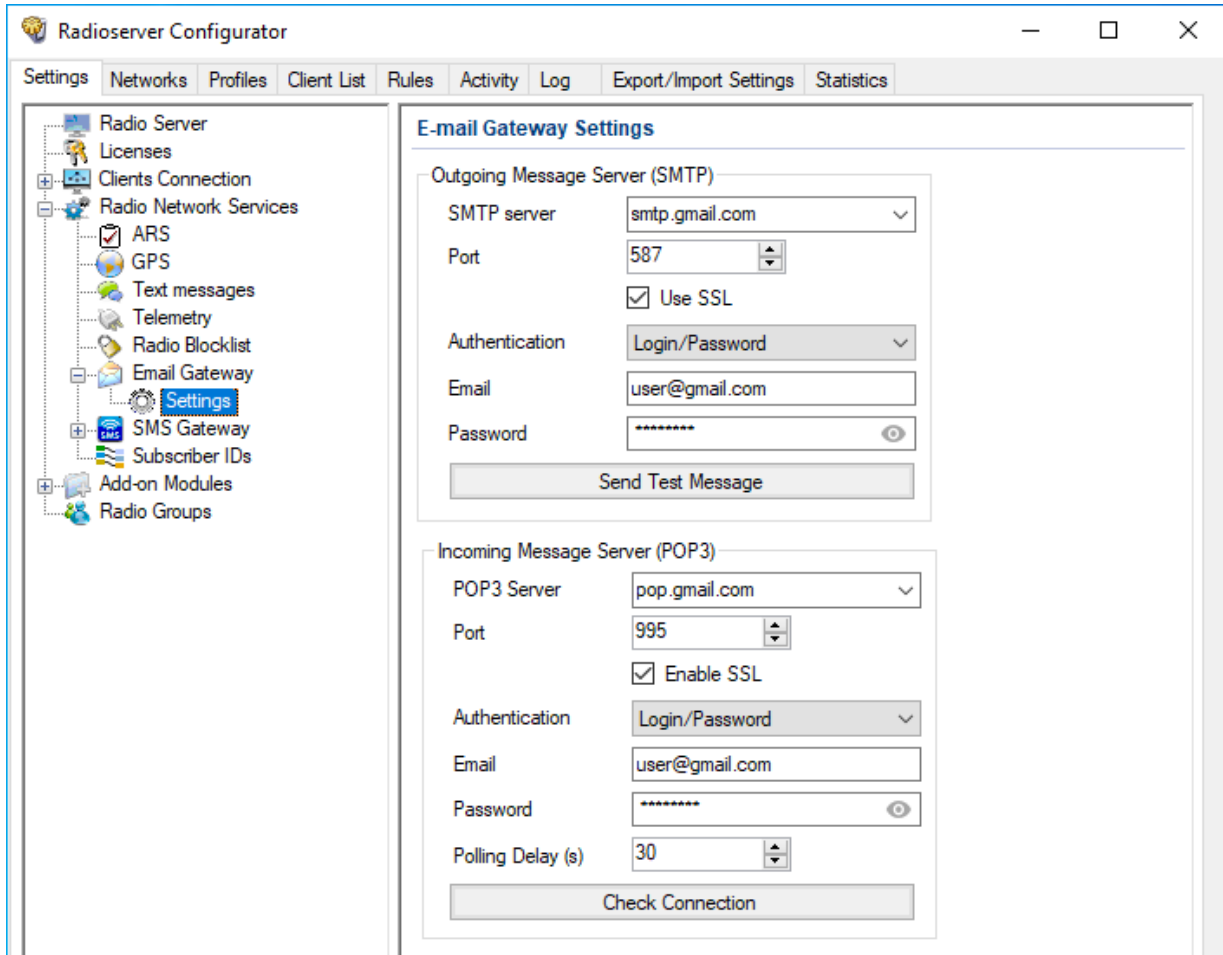 Radioserver Configurator
Settings Networks Profiles Client List Rules Activity Log Export/Import Settings Statistics
Radio Server
Licenses
Clients Connection
Radio Network Services
ARS
GPS
Text messages
Telemetry
Radio Blocklist
Email Gateway
Settings
SMS Gateway
Subscriber IDs
Add-on Modules
Radio Groups
E-mail Gateway Settings
Outgoing Message Server (SMTP)
SMTP server smtp.gmail.com
Port 587
Use SSL
Authentication Login/Password
Email user@gmail.com
Password ********
Send Test Message
Incoming Message Server (POP3)
POP3 Server pop.gmail.com
Port 995
Enable SSL
Authentication Login/Password
Email user@gmail.com
Password ********
Polling Delay (s) 30
Check Connection